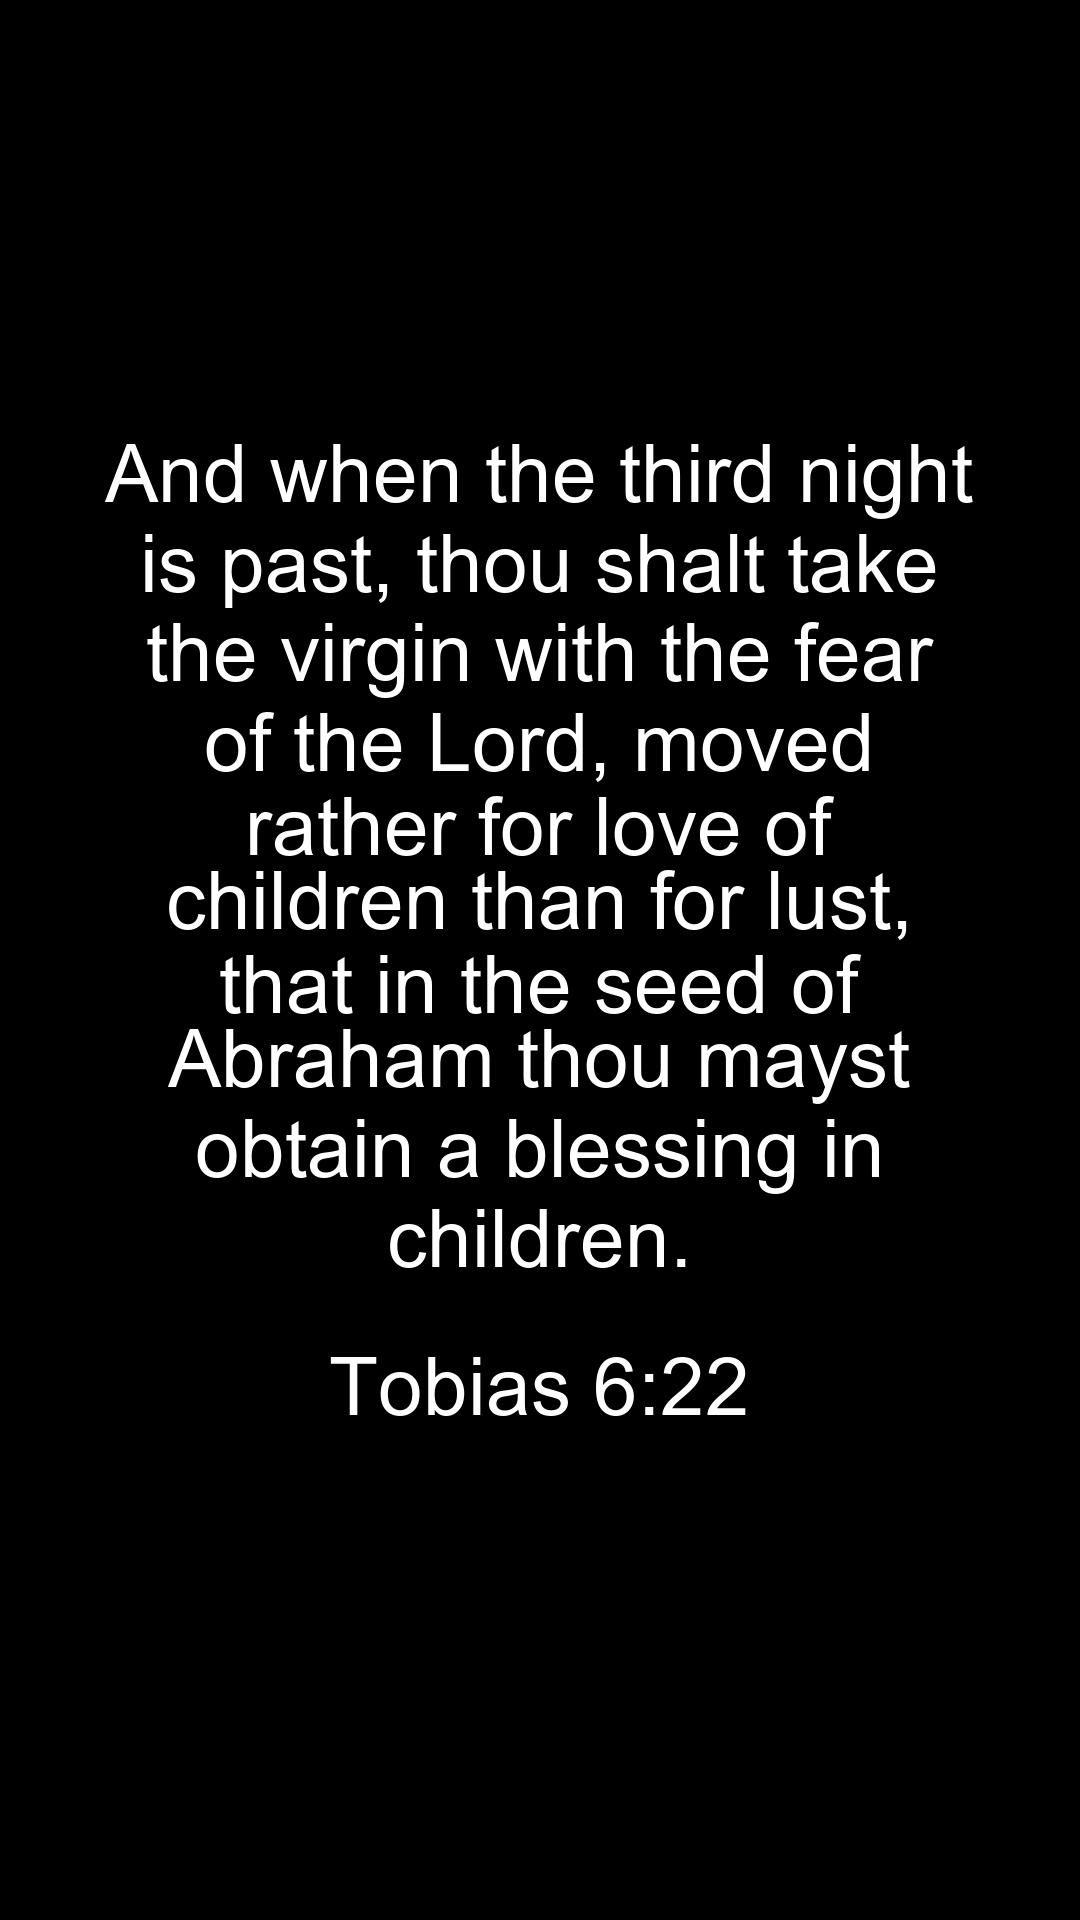 And when the third night
is past, thou shalt take
the virgin with the fear
of the Lord, moved
rather for love of
children than for lust,
that in the seed of
Abraham thou mayst
obtain a blessing in
children.
Tobias 6:22